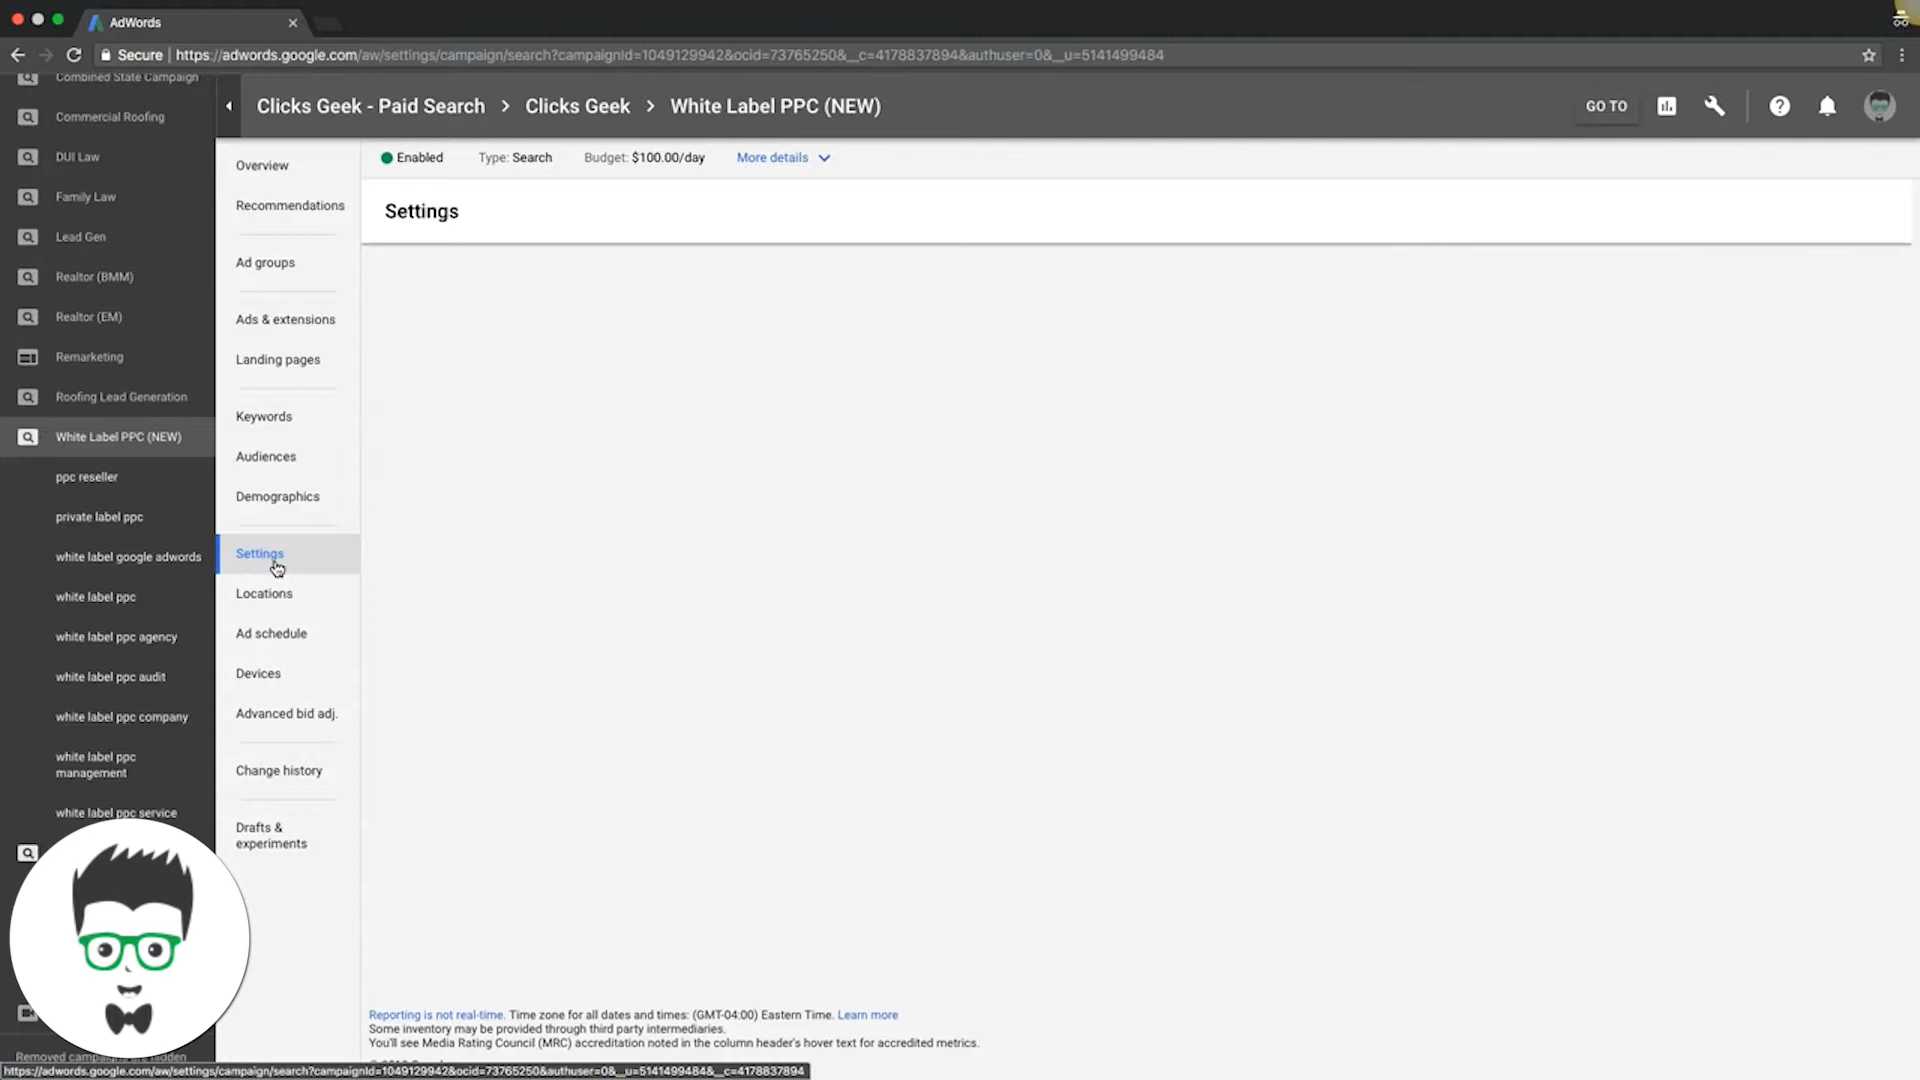 AdWords
Secure | https://adwords.google.com/aw/settings/campaign/search?campaignId=1049129942&ocid=73765250&__c=4178837894&authuser=0&__u=5141499484
Combined State Campaign
Commercial Roofing
DUI Law
Family Law
Lead Gen
Realtor (BMM)
Realtor (EM)
Remarketing
Roofing Lead Generation
White Label PPC (NEW)
ppc reseller
private label ppc
white label google adwords
white label ppc
white label ppc agency
white label ppc audit
white label ppc company
white label ppc
management
white label ppc service
Removed campaigns are hidden
Clicks Geek - Paid Search > Clicks Geek > White Label PPC (NEW)
GO TO
Overview
Recommendations
Ad groups
Ads & extensions
Landing pages
Keywords
Audiences
Demographics
Settings
Locations
Ad schedule
Devices
Advanced bid adj.
Change history
Drafts &
experiments
Enabled Type: Search Budget: $100.00/day More details
Settings
Reporting is not real-time. Time zone for all dates and times: (GMT-04:00) Eastern Time. Learn more
Some inventory may be provided through third party intermediaries.
You'll see Media Rating Council (MRC) accreditation noted in the column header's hover text for accredited metrics.
https://adwords.google.com/aw/settings/campaign/search?campaignId=1049129942&ocid=73765250&authuser=0&__u=5141499484&__c=4178837894